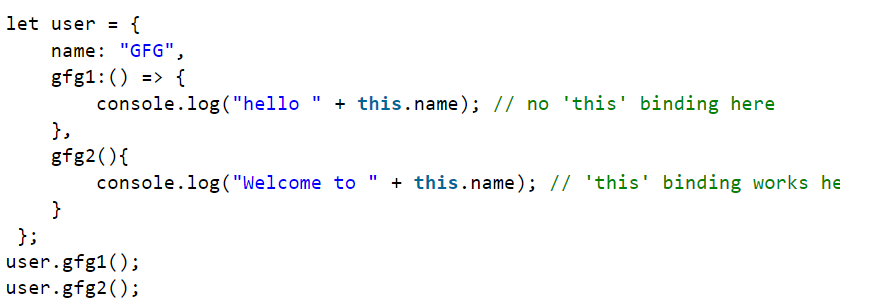 let user = {
    name: "GFG",
    gfg1:() => {
        console.log("hello " + this.name); // no 'this' binding here
    },
    gfg2(){
        console.log("Welcome to " + this.name); // 'this' binding works he
    }
 };
user.gfg1();
user.gfg2();